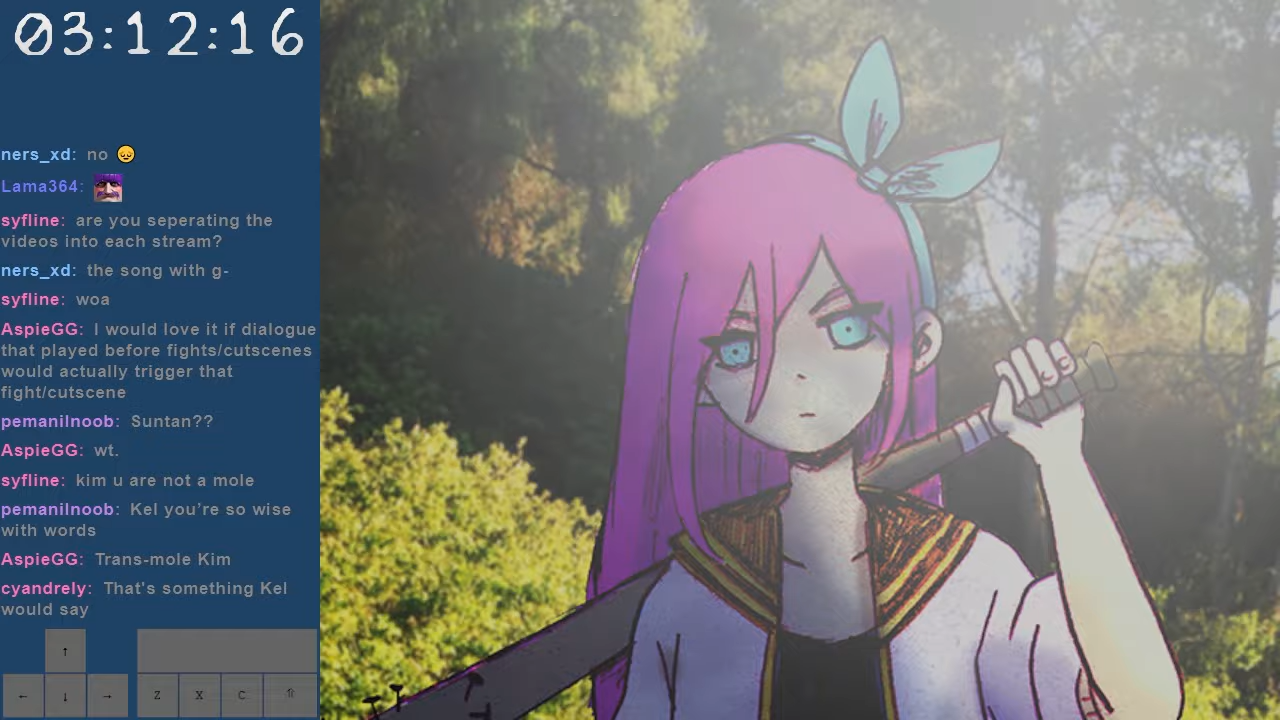 03:12:16
ners_xd: no 😞
Lama364:
syfline: are you seperating the
videos into each stream?
ners_xd: the song with g-
syfline: woa
AspieGG: I would love it if dialogue
that played before fights/cutscenes
would actually trigger that
fight/cutscene
pemanilnoob: Suntan??
AspieGG: wt.
syfline: kim u are not a mole
pemanilnoob: Kel you’re so wise
with words
AspieGG: Trans-mole Kim
cyandrely: That's something Kel
would say
↑
← ↓ → Z X C ⇧